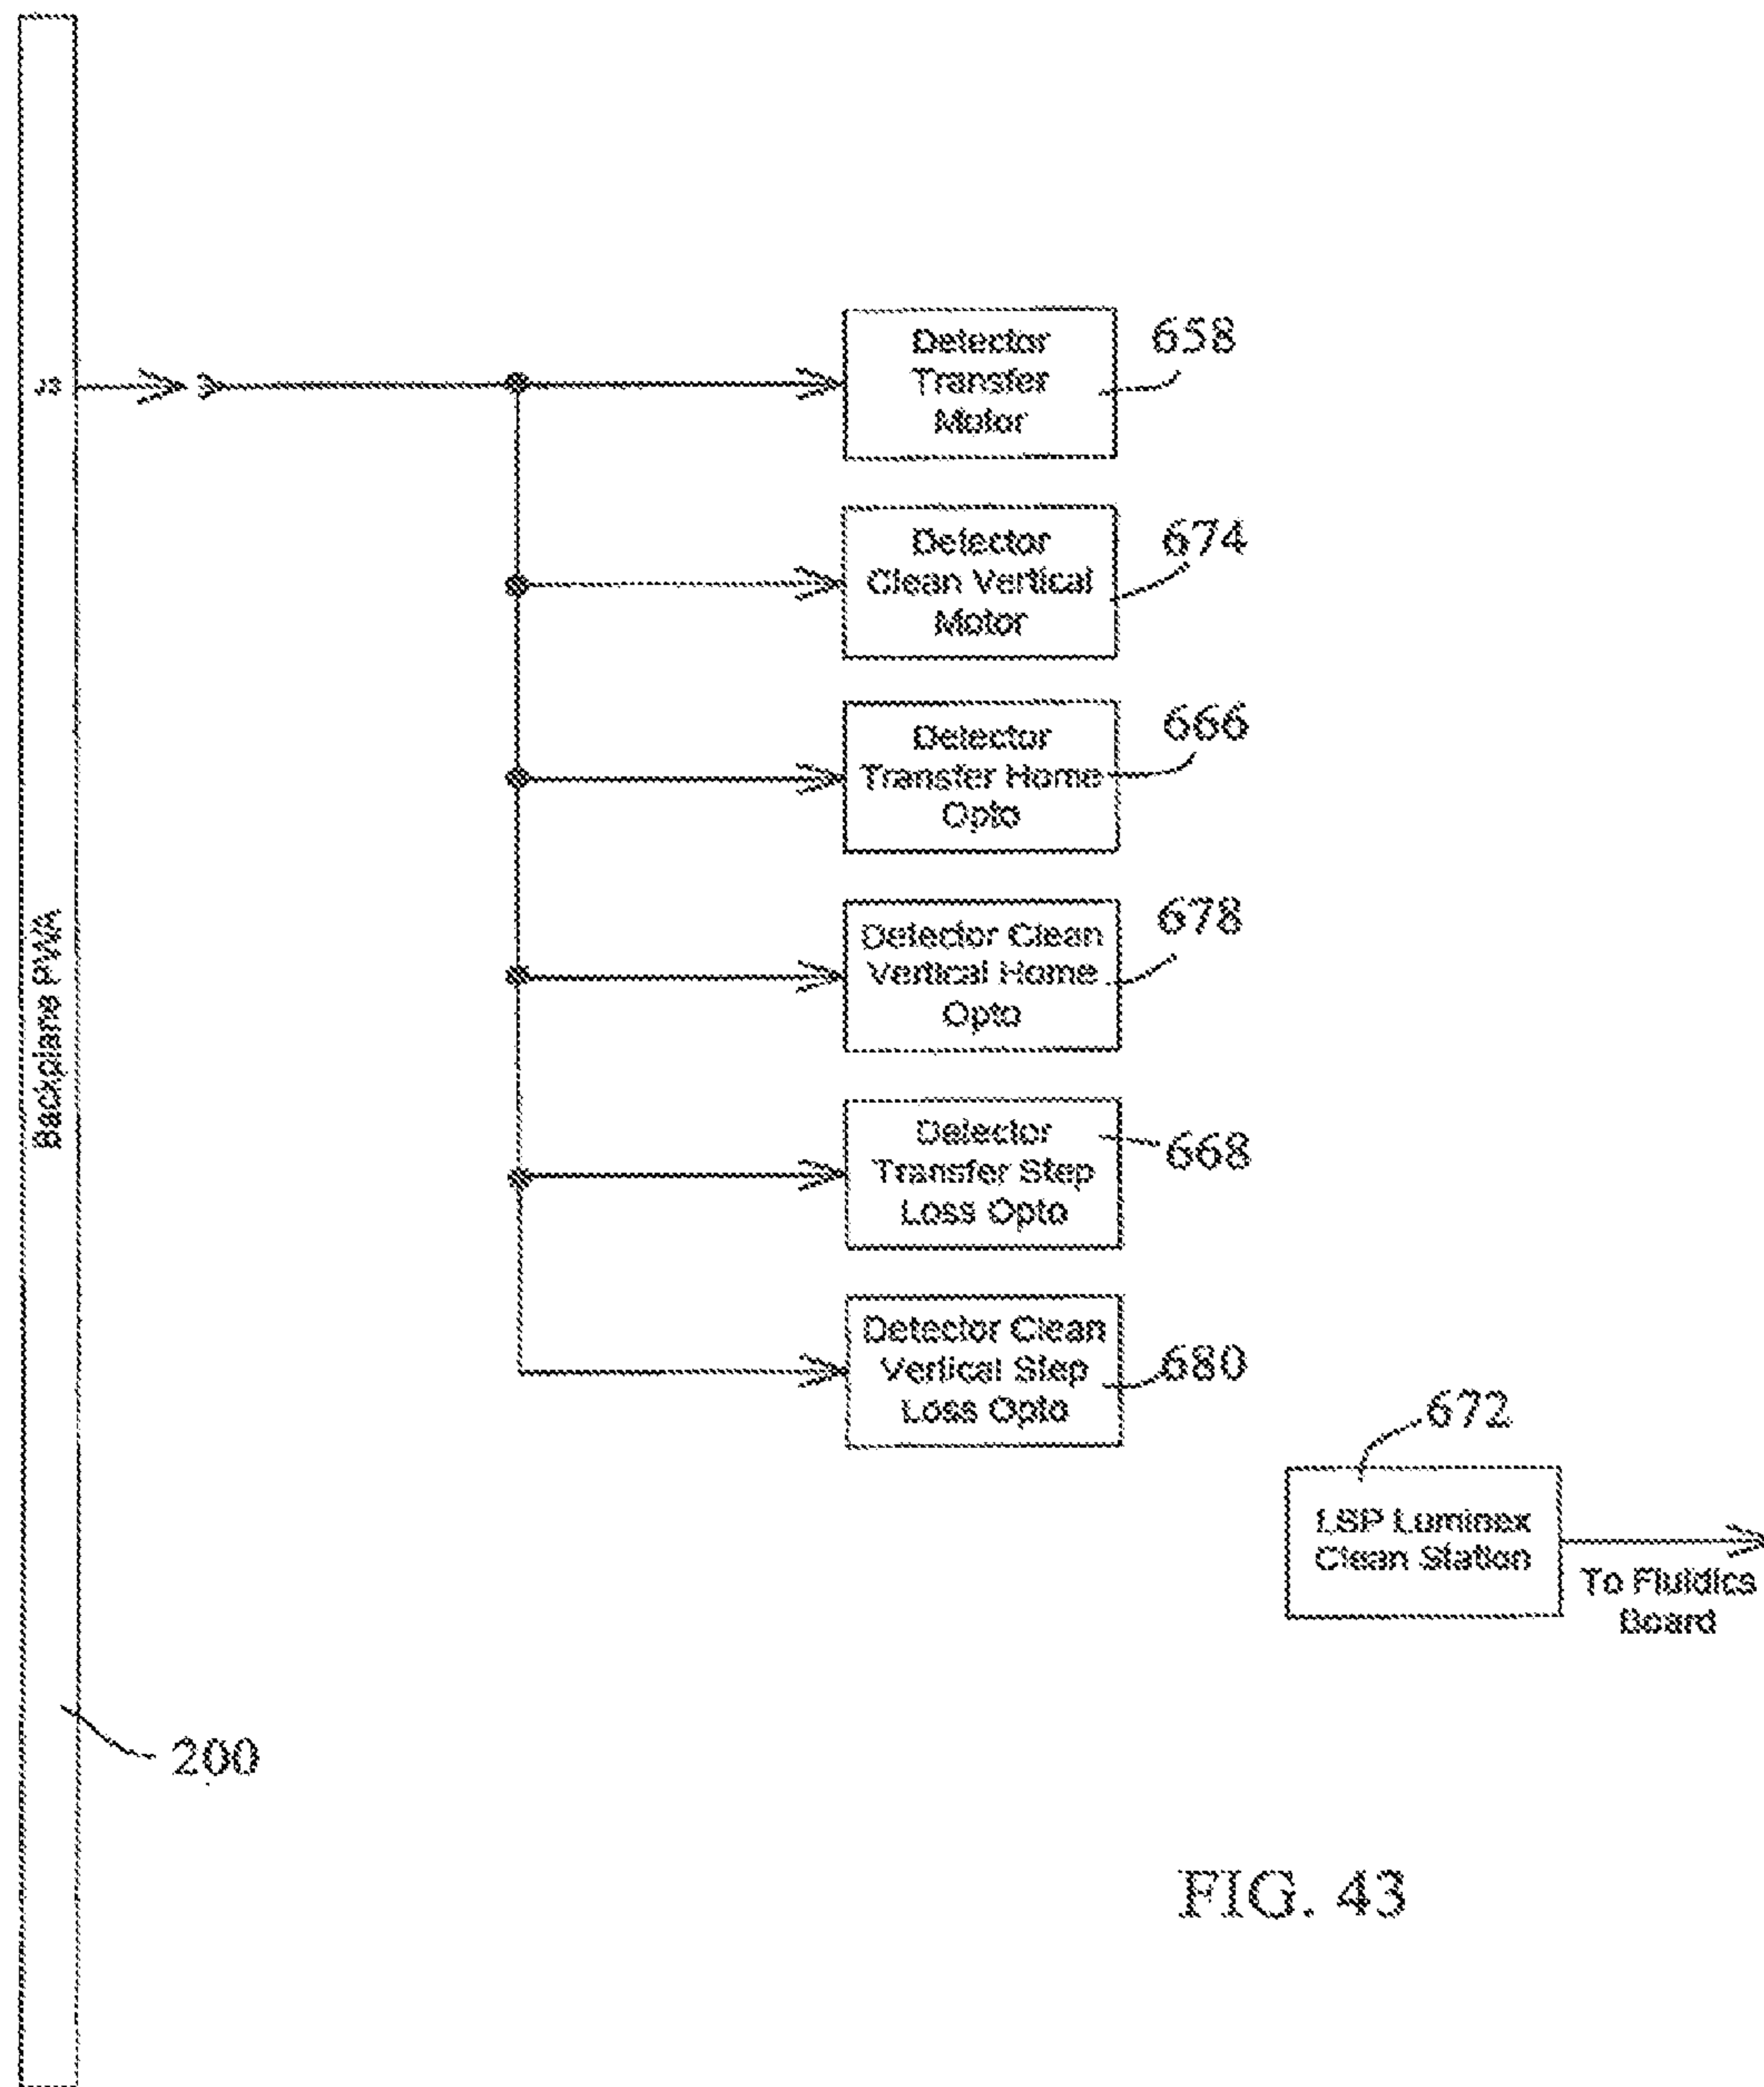 Detector
Transfer
Motor
658
Detector
Clean Vertical
Motor
674
Detector
Transfer Home
Opto
666
Detector Clean
Vertical Home
Opto
678
Detector
Transfer Step
Loss Opto
668
Detector Clean
Vertical Step
Loss Opto
680
Backplane PWA
672
LSP Luminex
Clean Station
To Fluidics
Board
200
FIG. 43